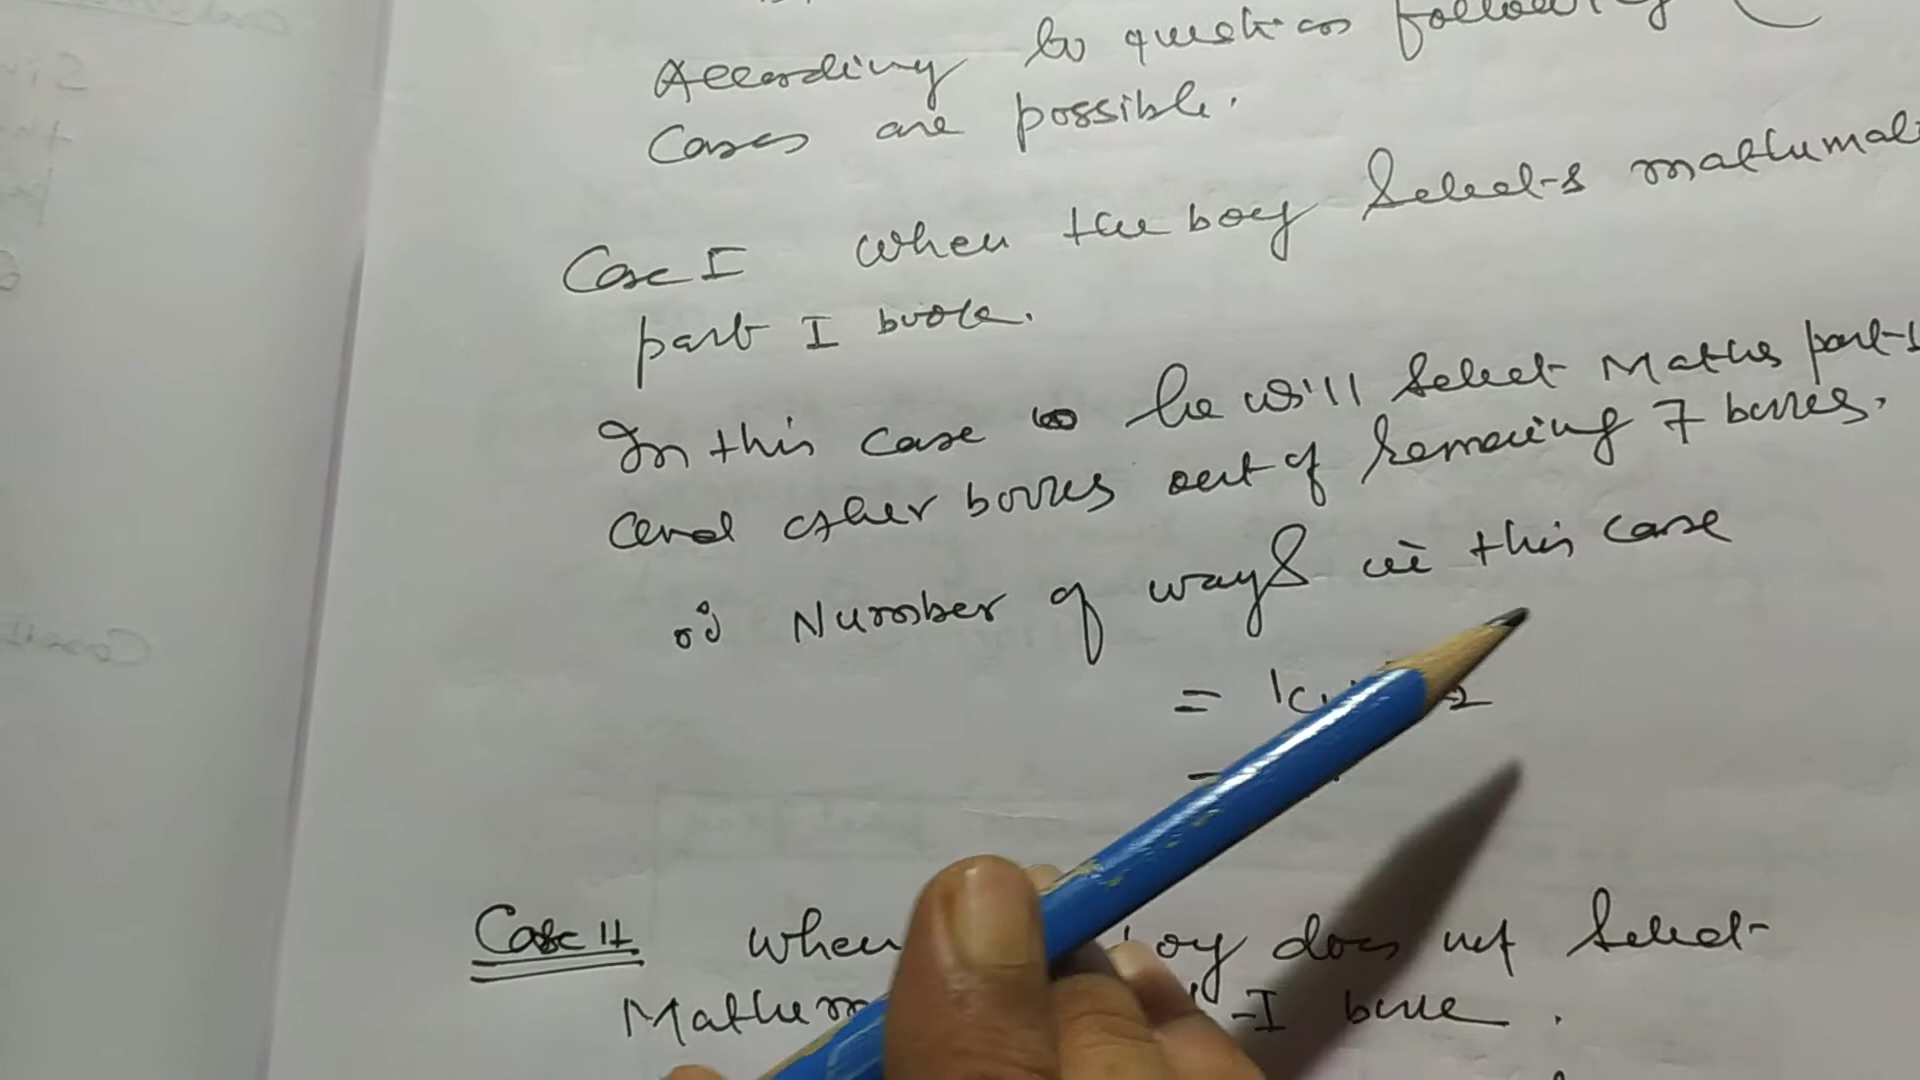 According to question following
Cases are possible.
Case I When the boy Selects
part I book.
In this case he will Select Maths part-I
and other books out of remaining 7 books.
∴ Number of ways in this case
=
=
Case II When boy does not Select
-I book.